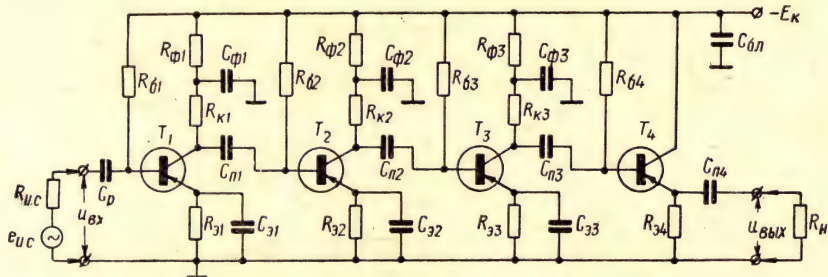 -Eк
Rф1 Cф1 Rф2 Cф2 Rф3 Cф3 Cбл
Rб1 Rб2 Rб3 Rб4
Rк1 Rк2 Rк3
T1 T2 T3 T4
Cр Cп1 Cп2 Cп3 Cп4
Rи.с uвх Rэ1 Cэ1 Rэ2 Cэ2 Rэ3 Cэ3 Rэ4 uвых Rн
eи.с